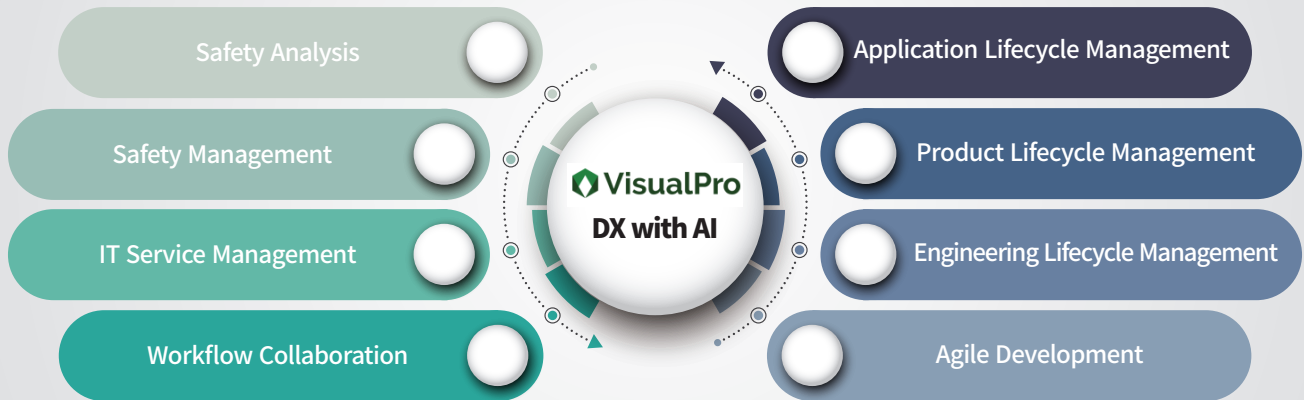 Safety Analysis
Safety Management
IT Service Management
Workflow Collaboration
VisualPro
DX with AI
Application Lifecycle Management
Product Lifecycle Management
Engineering Lifecycle Management
Agile Development